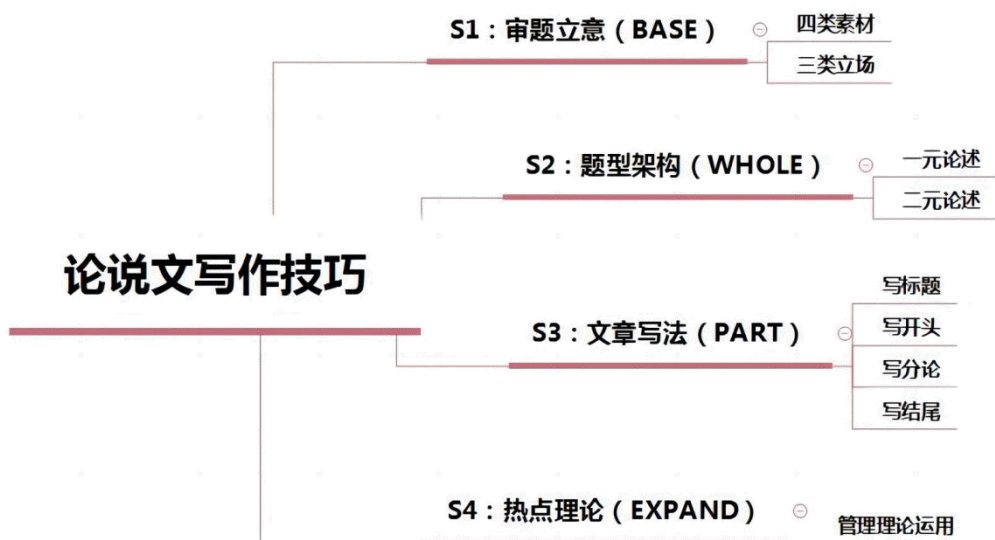 论说文写作技巧
S1：审题立意（BASE）
四类素材
三类立场
S2：题型架构（WHOLE）
一元论述
二元论述
S3：文章写法（PART）
写标题
写开头
写分论
写结尾
S4：热点理论（EXPAND）
管理理论运用